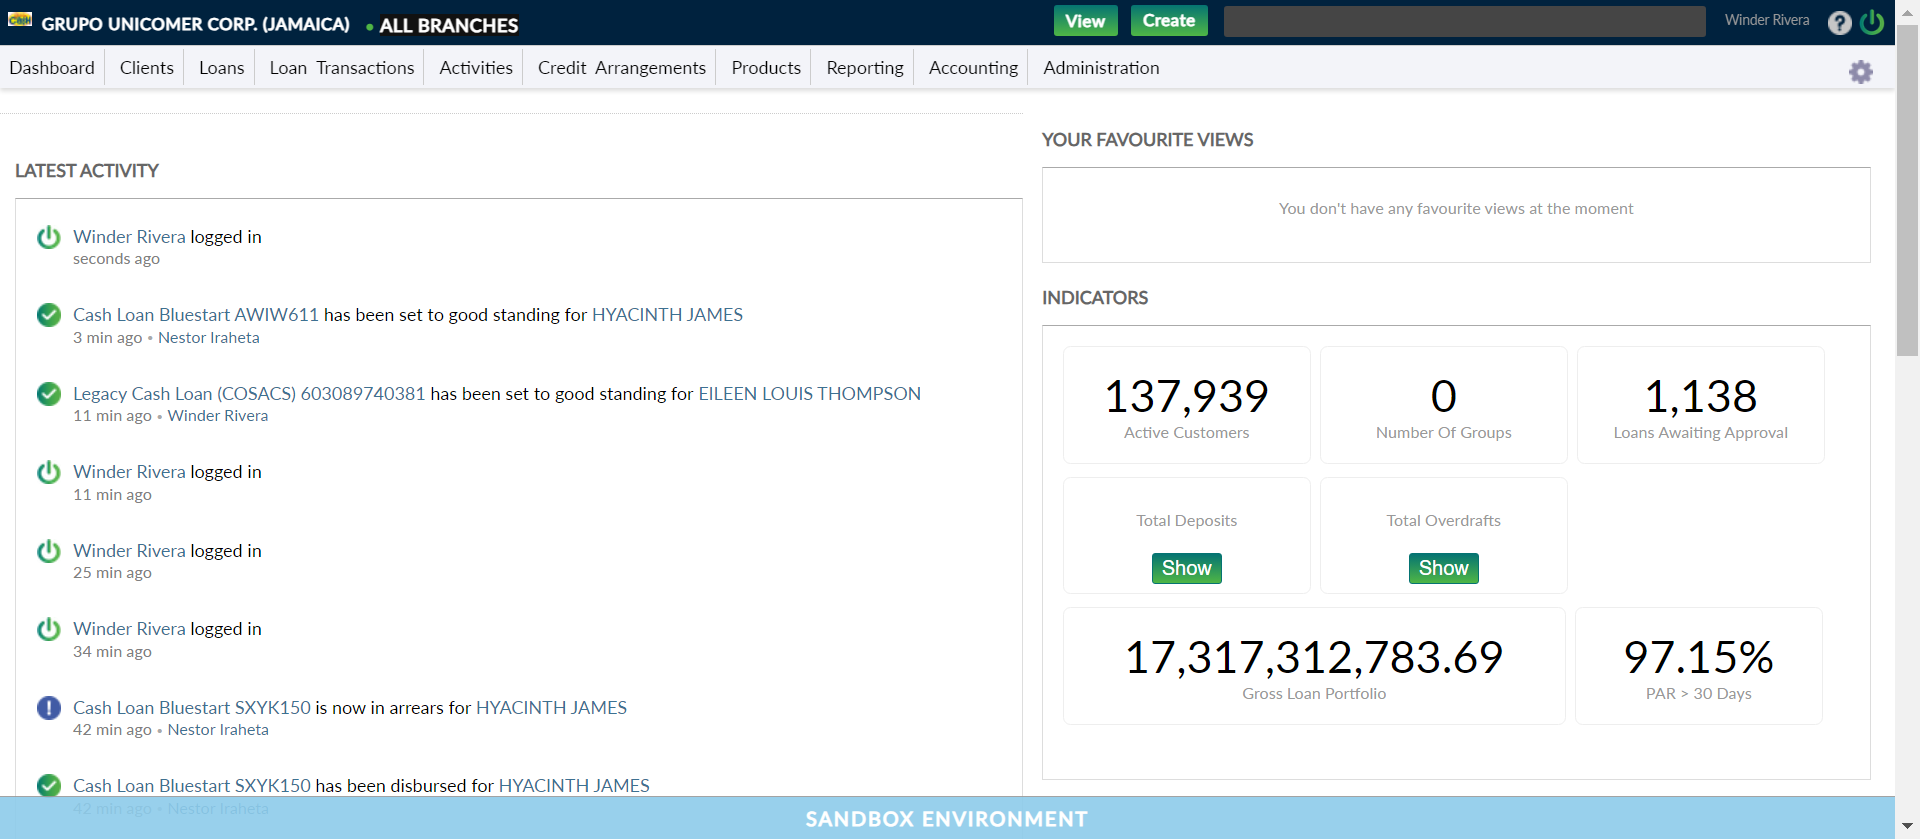 GRUPO UNICOMER CORP. (JAMAICA) • ALL BRANCHES
View Create Winder Rivera ?
Dashboard Clients Loans Loan Transactions Activities Credit Arrangements Products Reporting Accounting Administration
LATEST ACTIVITY
Winder Rivera logged in
seconds ago
Cash Loan Bluestart AWIW611 has been set to good standing for HYACINTH JAMES
3 min ago • Nestor Iraheta
Legacy Cash Loan (COSACS) 603089740381 has been set to good standing for EILEEN LOUIS THOMPSON
11 min ago • Winder Rivera
Winder Rivera logged in
11 min ago
Winder Rivera logged in
25 min ago
Winder Rivera logged in
34 min ago
Cash Loan Bluestart SXYK150 is now in arrears for HYACINTH JAMES
42 min ago • Nestor Iraheta
Cash Loan Bluestart SXYK150 has been disbursed for HYACINTH JAMES
42 min ago • Nestor Iraheta
YOUR FAVOURITE VIEWS
You don't have any favourite views at the moment
INDICATORS
137,939
Active Customers
0
Number Of Groups
1,138
Loans Awaiting Approval
Total Deposits
Show
Total Overdrafts
Show
17,317,312,783.69
Gross Loan Portfolio
97.15%
PAR > 30 Days
SANDBOX ENVIRONMENT